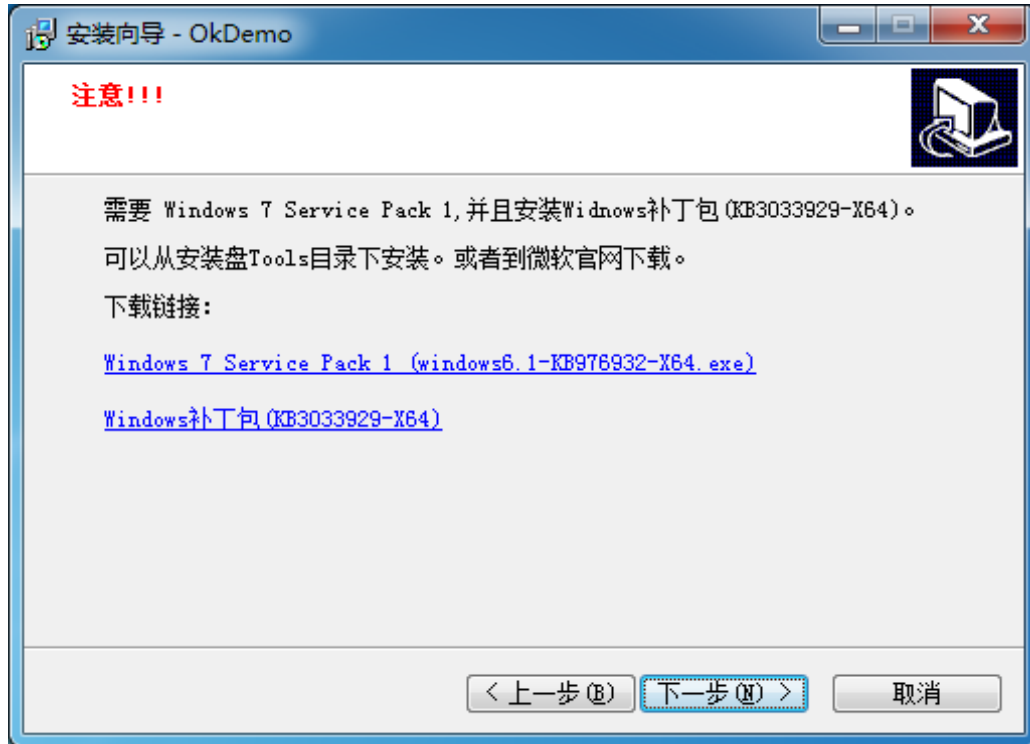 安装向导 - OkDemo
注意!!!
需要 Windows 7 Service Pack 1,并且安装Widnows补丁包(KB3033929-X64)。
可以从安装盘Tools目录下安装。或者到微软官网下载。
下载链接:
Windows 7 Service Pack 1 (windows6.1-KB976932-X64.exe)
Windows补丁包(KB3033929-X64)
< 上一步(B)
下一步(N) >
取消